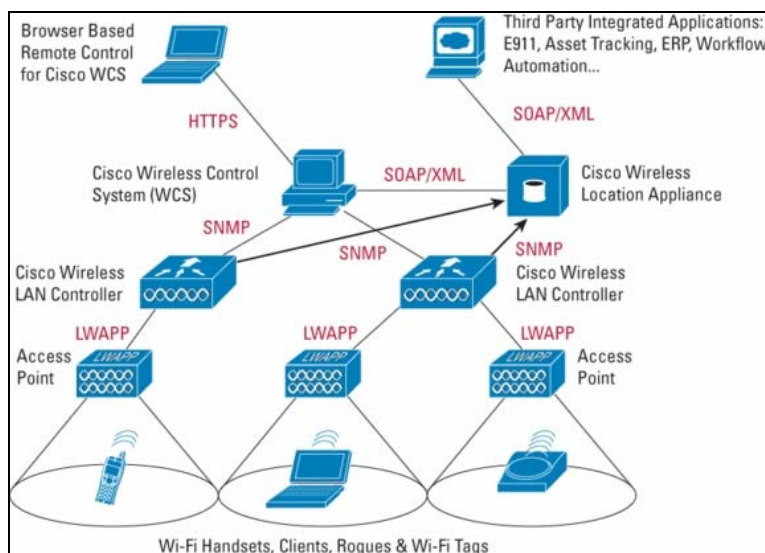 Browser Based
Remote Control
for Cisco WCS
Third Party Integrated Applications:
E911, Asset Tracking, ERP, Workflow
Automation...
HTTPS
SOAP/XML
Cisco Wireless Control
System (WCS)
SOAP/XML
Cisco Wireless
Location Appliance
SNMP
SNMP
SNMP
Cisco Wireless
LAN Controller
Cisco Wireless
LAN Controller
LWAPP
LWAPP
LWAPP
Access
Point
LWAPP
LWAPP
LWAPP
Access
Point
Wi-Fi Handsets, Clients, Rogues & Wi-Fi Tags